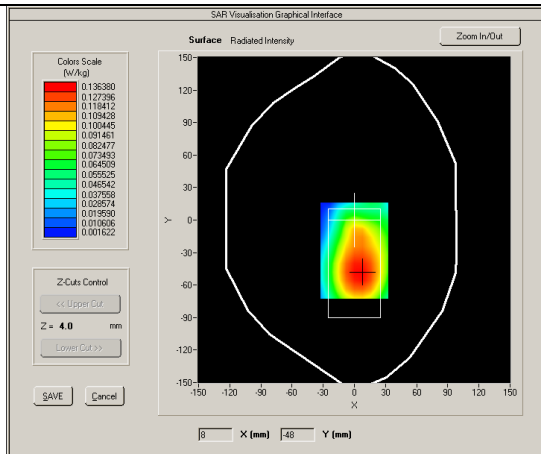 SAR Visualisation Graphical Interface
Surface Radiated Intensity
Zoom In/Out
Colors Scale
(W/kg)
0.136380
0.127396
0.118412
0.109428
0.100445
0.091461
0.082477
0.073493
0.064509
0.055525
0.046542
0.037558
0.028574
0.019590
0.010606
0.001622
Z-Cuts Control
<< Upper Cut
Z = 4.0 mm
Lower Cut >>
SAVE Cancel
150
120
90
60
30
0
-30
-60
-90
-120
-150
Y
-150 -120 -90 -60 -30 0 30 60 90 120 150
X
8 X (mm) -48 Y (mm)